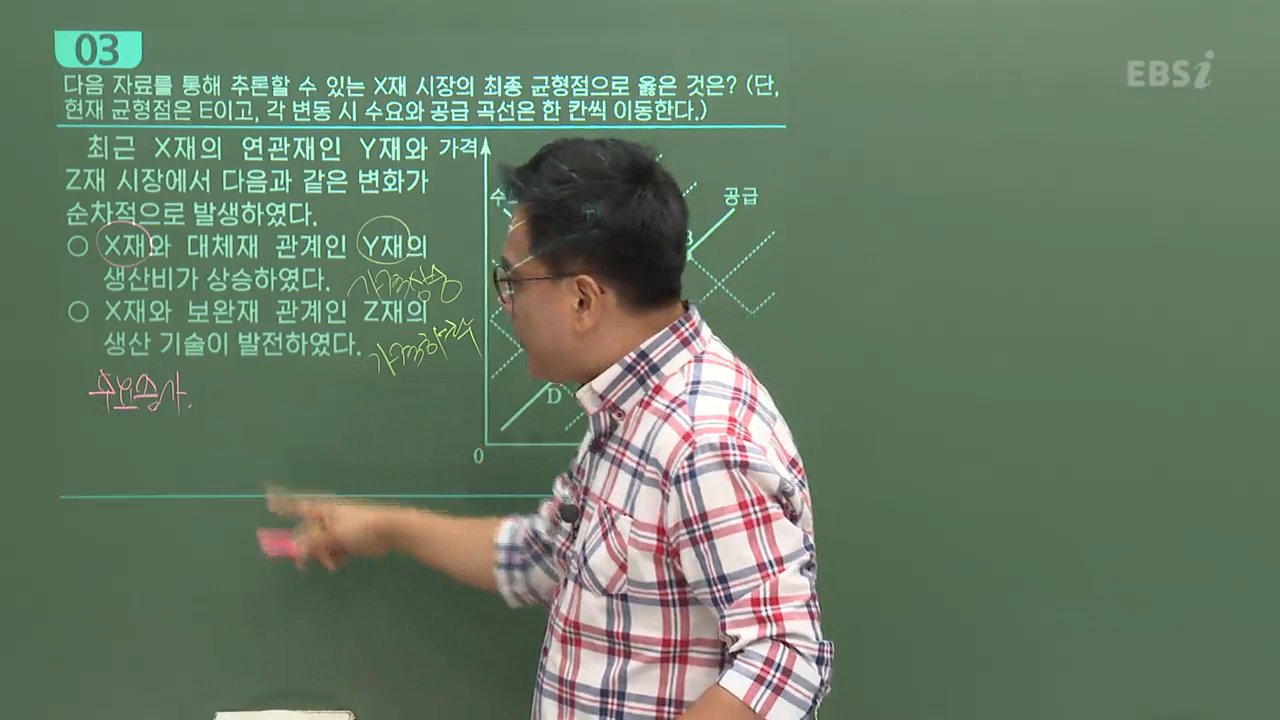 03
EBSi
다음 자료를 통해 추론할 수 있는 X재 시장의 최종 균형점으로 옳은 것은? (단,
현재 균형점은 E이고, 각 변동 시 수요와 공급 곡선은 한 칸씩 이동한다.)
최근 X재의 연관재인 Y재와
Z재 시장에서 다음과 같은 변화가
순차적으로 발생하였다.
○ X재와 대체재 관계인 Y재의
생산비가 상승하였다. 가격상승
○ X재와 보완재 관계인 Z재의
생산 기술이 발전하였다. 가격하락
수요증가.
가격
공급
D
0